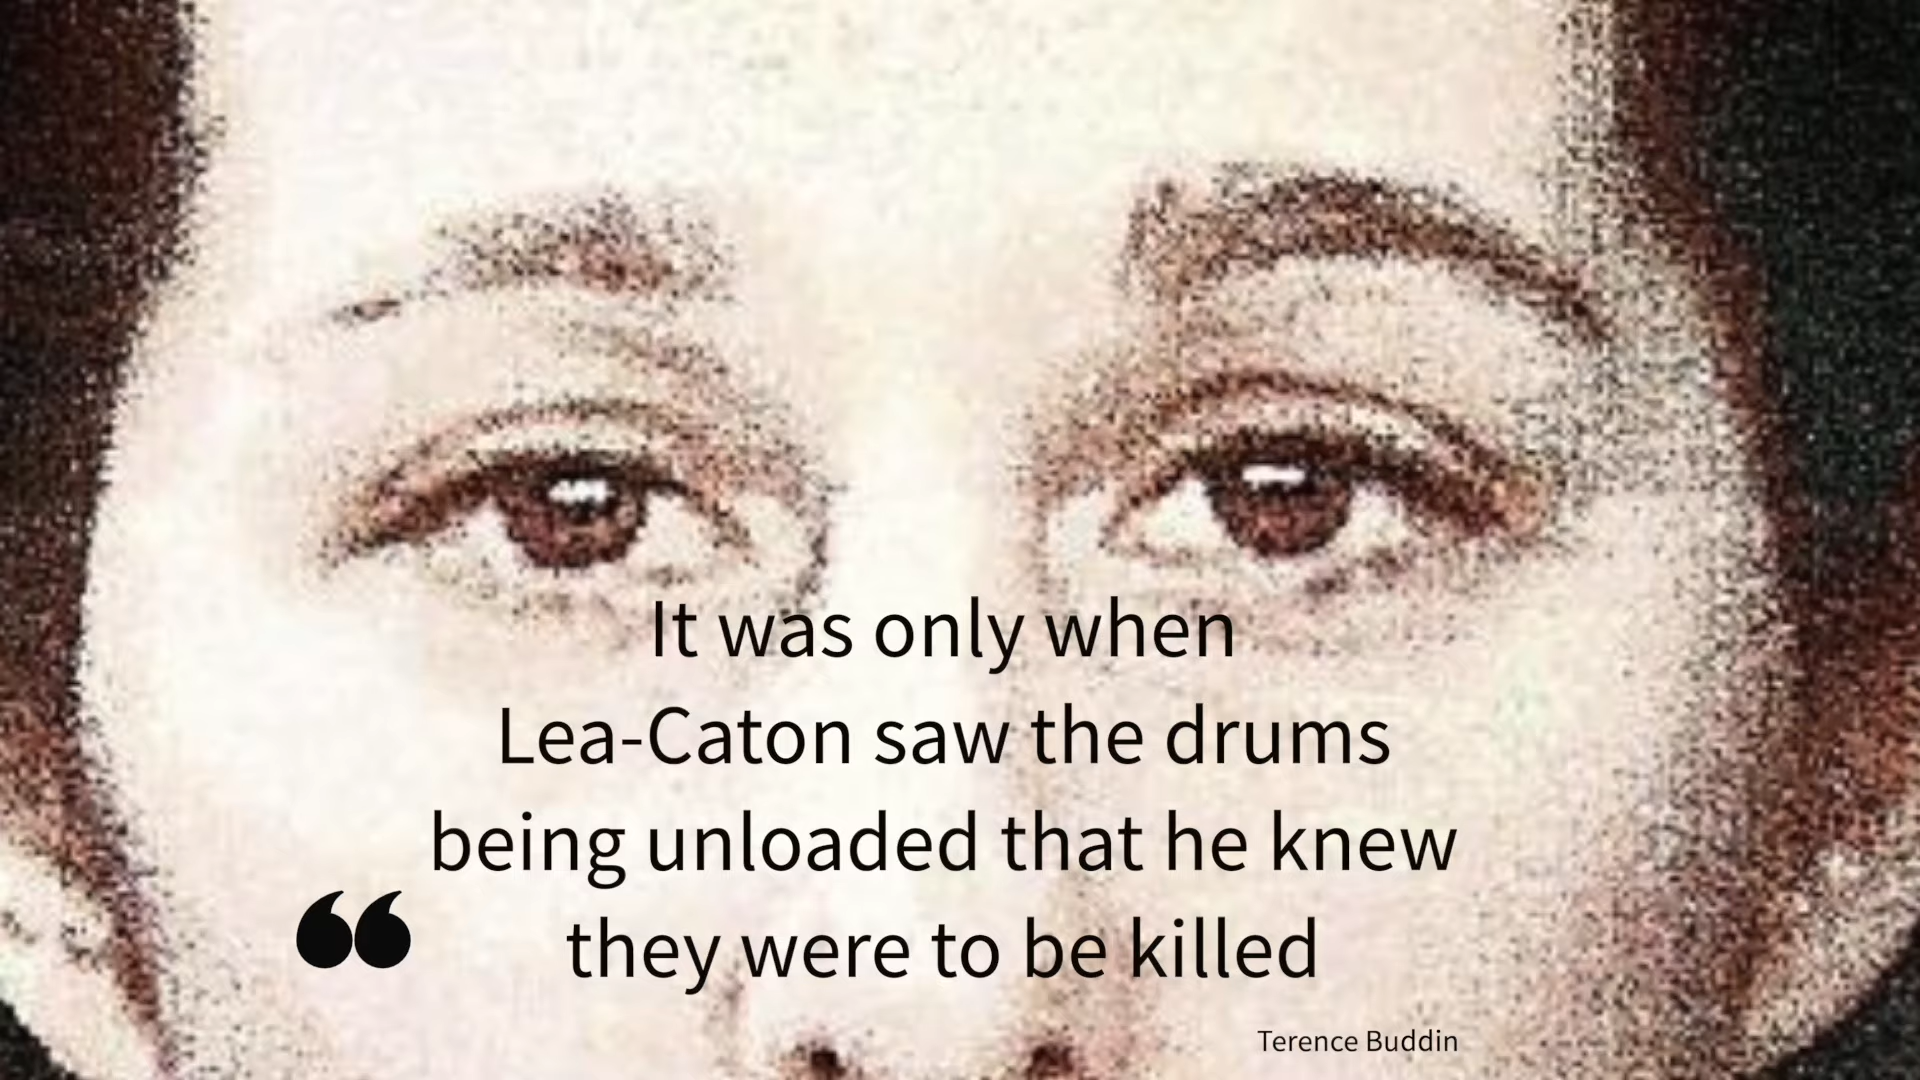 It was only when
Lea-Caton saw the drums
being unloaded that he knew
“ they were to be killed
Terence Buddin